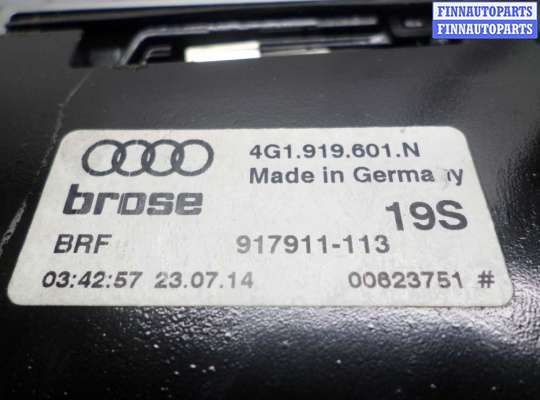 FINNAUTOPARTS
FINNAUTOPARTS
4G1.919.601.N
Made in Germany
brose
19S
BRF 917911-113
03:42:57 23.07.14 00823751 #